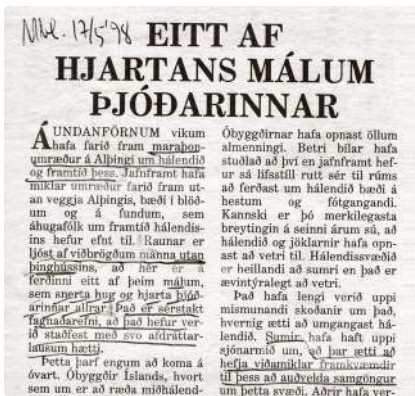 Mbl. 17/5'98
EITT AF
HJARTANS MÁLUM
ÞJÓÐARINNAR
ÁUNDANFÖRNUM vikum
hafa farið fram maraþon-
umræður á Alþingi um hálendið
og framtíð þess. Jafnframt hafa
miklar umræður farið fram ut-
an veggja Alþingis, bæði í blöð-
um og á fundum, sem
áhugafólk um framtíð hálendis-
ins hefur efnt til. Raunar er
ljóst af viðbrögðum manna utan
þinghússins, að hér er á
ferðinni eitt af þeim málum,
sem snerta hug og hjarta þjóð-
arinnar allrar. Það er sérstakt
fagnaðarefni, að það hefur ver-
ið staðfest með svo afdráttar-
lausum hætti.
Þetta þarf engum að koma á
óvart. Óbyggðir Íslands, hvort
sem um er að ræða miðhálend-
Óbyggðirnar hafa opnast öllum
almenningi. Betri bílar hafa
stuðlað að því en jafnframt hef-
ur sá lífsstíll rutt sér til rúms
að ferðast um hálendið bæði á
hestum og fótgangandi.
Kannski er þó merkilegasta
breytingin á seinni árum sú, að
hálendið og jöklarnir hafa opn-
ast að vetri til. Hálendissvæðið
er heillandi að sumri en það er
ævintýralegt að vetri.
Það hafa lengi verið uppi
mismunandi skoðanir um það,
hvernig ætti að umgangast há-
lendið. Sumir hafa haft uppi
sjónarmið um, að þar ætti að
hefja viðamiklar framkvæmdir
til þess að auðvelda samgöngur
um þetta svæði. Aðrir hafa ver-